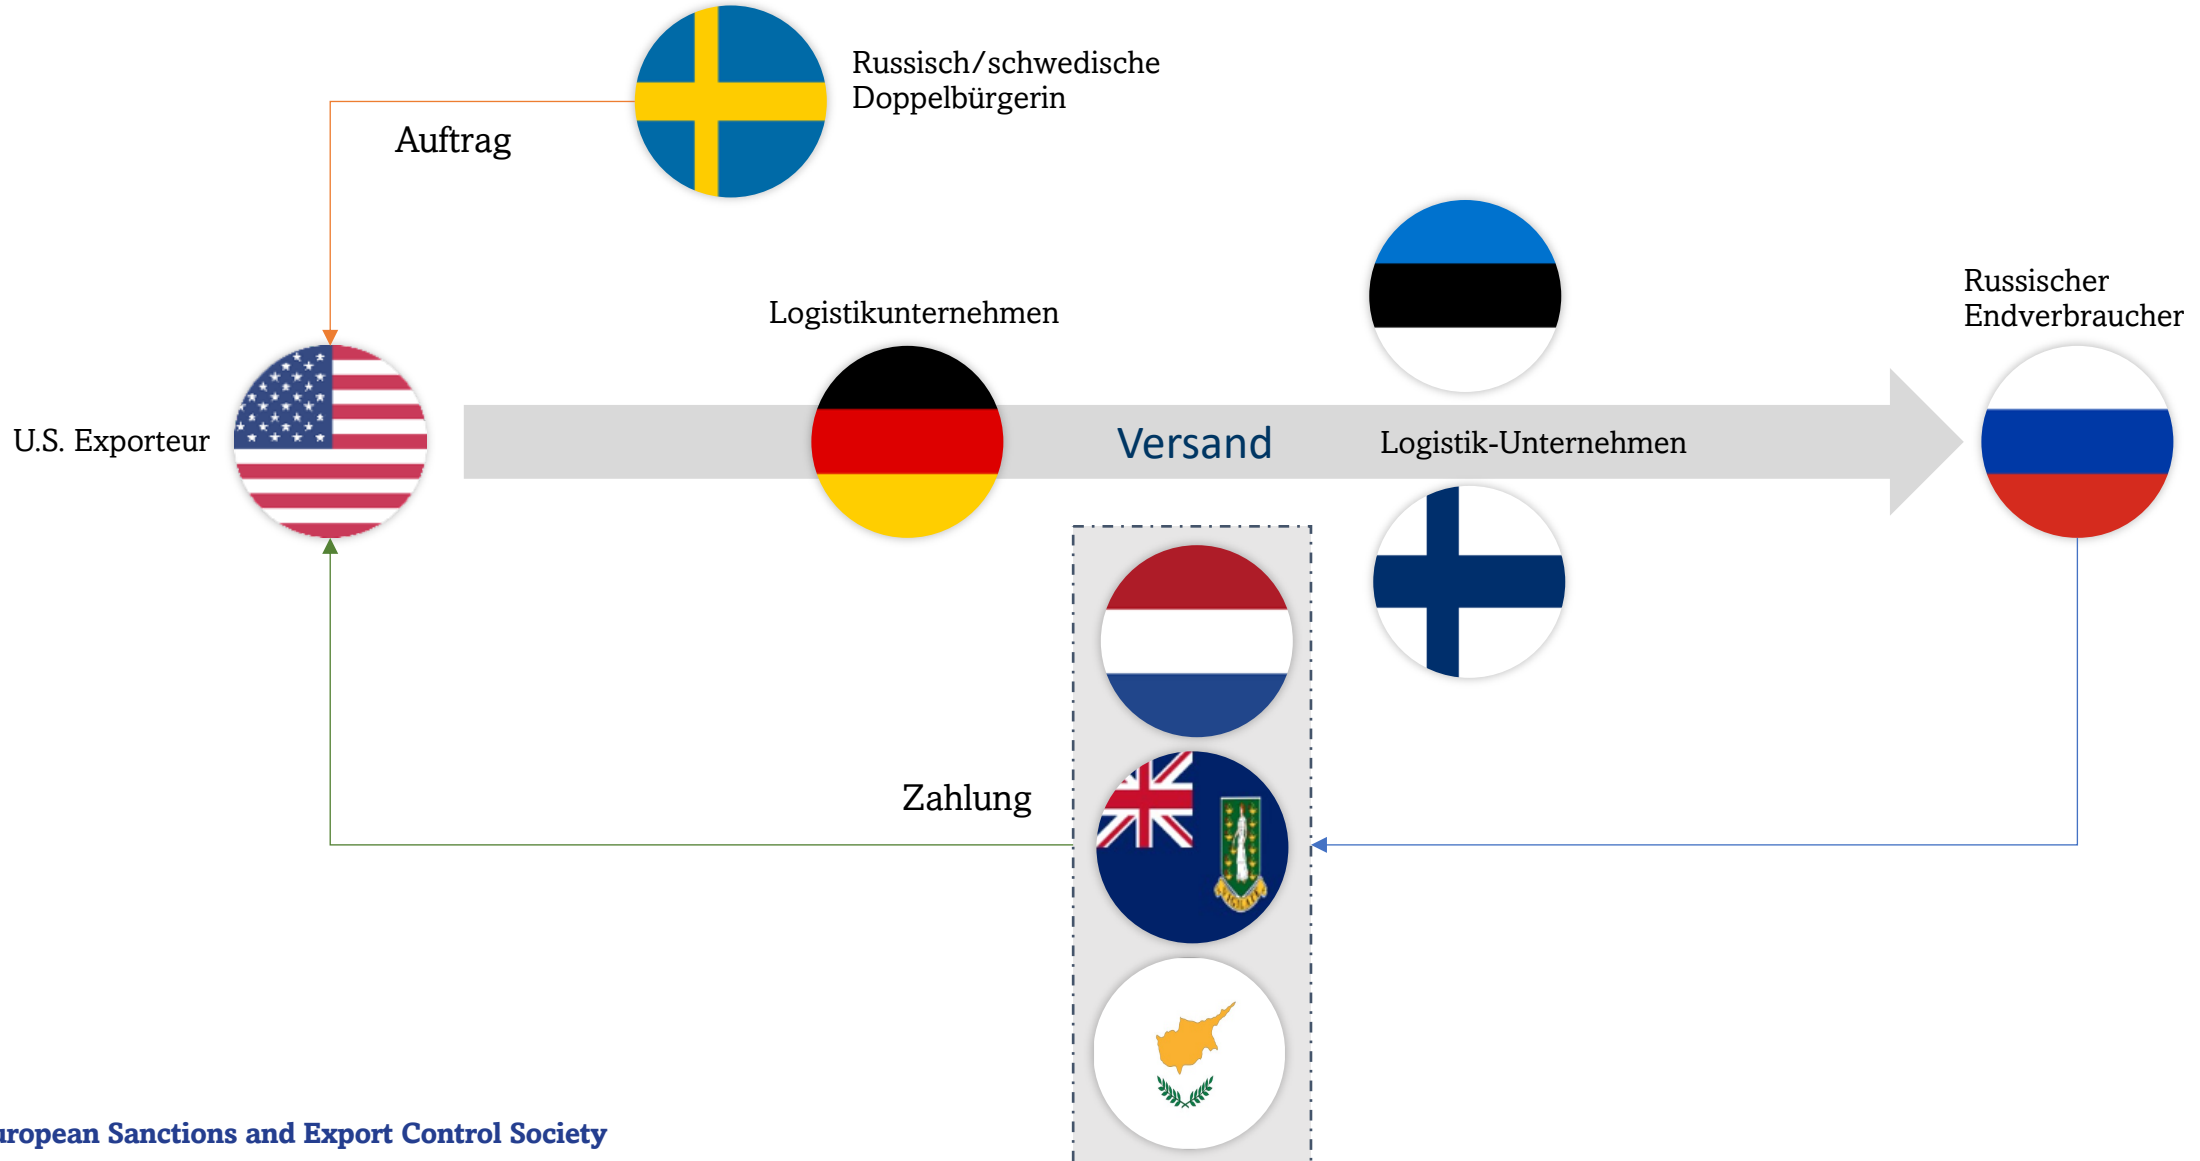 Russisch/schwedische
Doppelbürgerin
Auftrag
Russischer
Endverbraucher
Logistikunternehmen
U.S. Exporteur
Versand
Logistik-Unternehmen
Zahlung
uropean Sanctions and Export Control Society